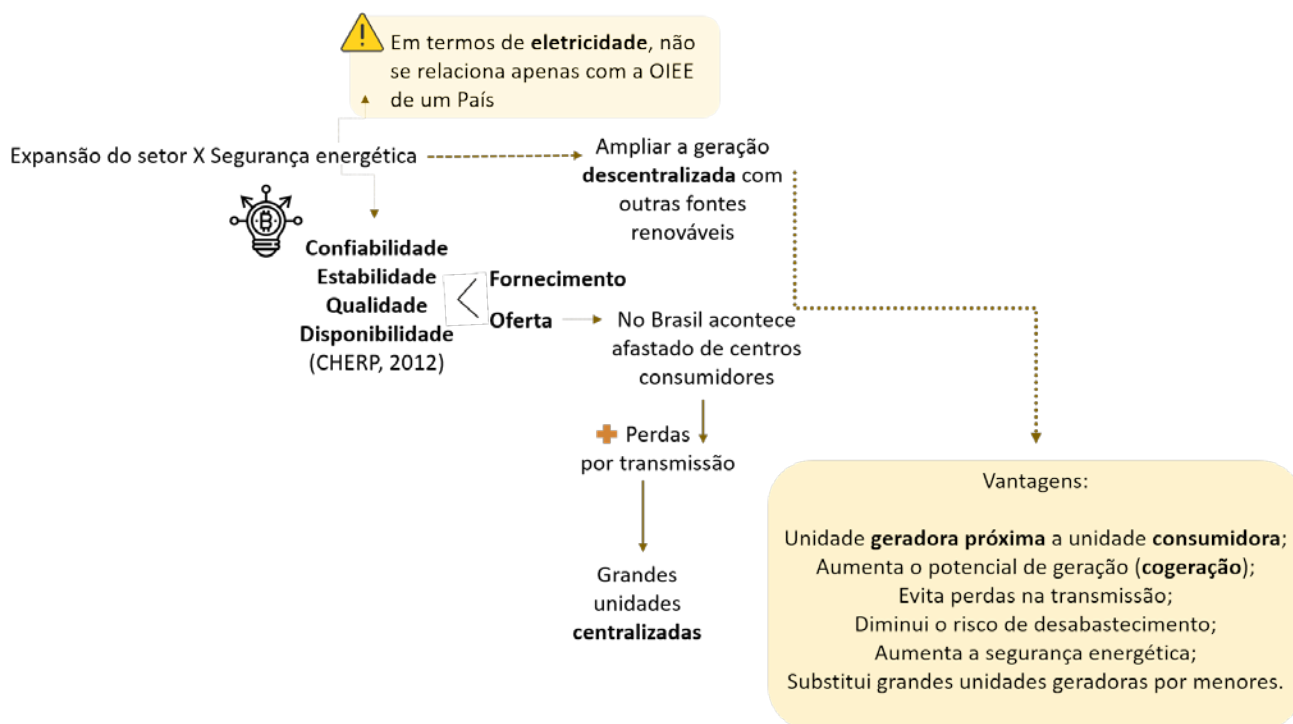 Em termos de eletricidade, não
se relaciona apenas com a OIEE
de um País
Expansão do setor X Segurança energética
Ampliar a geração
descentralizada com
outras fontes
renováveis
Confiabilidade
Estabilidade
Qualidade
Disponibilidade
(CHERP, 2012)
Fornecimento
Oferta
No Brasil acontece
afastado de centros
consumidores
Perdas
por transmissão
Grandes
unidades
centralizadas
Vantagens:
Unidade geradora próxima a unidade consumidora;
Aumenta o potencial de geração (cogeração);
Evita perdas na transmissão;
Diminui o risco de desabastecimento;
Aumenta a segurança energética;
Substitui grandes unidades geradoras por menores.